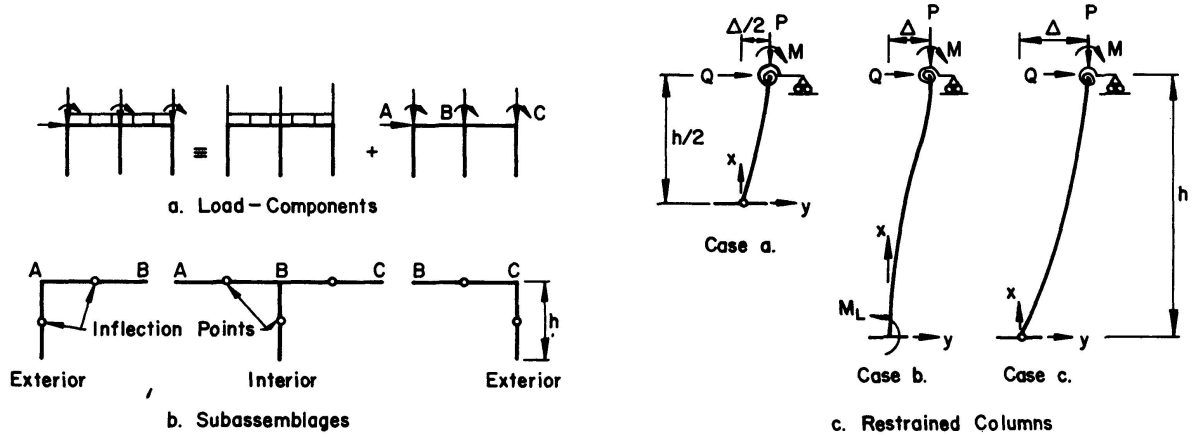 A B C
≡ +
a. Load-Components
A B A B C B C
Inflection Points
h
Exterior Interior Exterior
b. Subassemblages
Δ/2 P
M
Q
h/2
x
y
Case a.
P
Δ
M
Q
x
M_L
y
Case b.
P
Δ
M
Q
h
x
y
Case c.
c. Restrained Columns